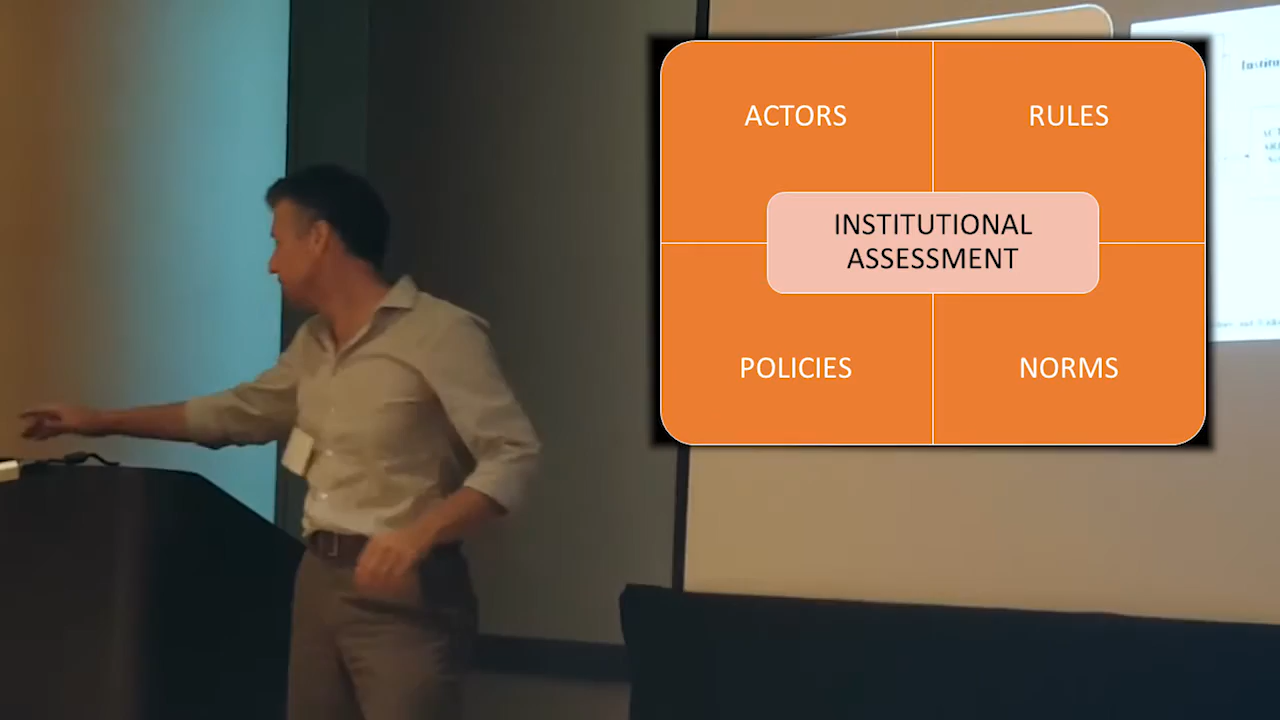 ACTORS
RULES
INSTITUTIONAL
ASSESSMENT
POLICIES
NORMS